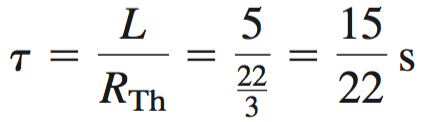 τ = L / R_Th = 5 / (22/3) = 15/22 s